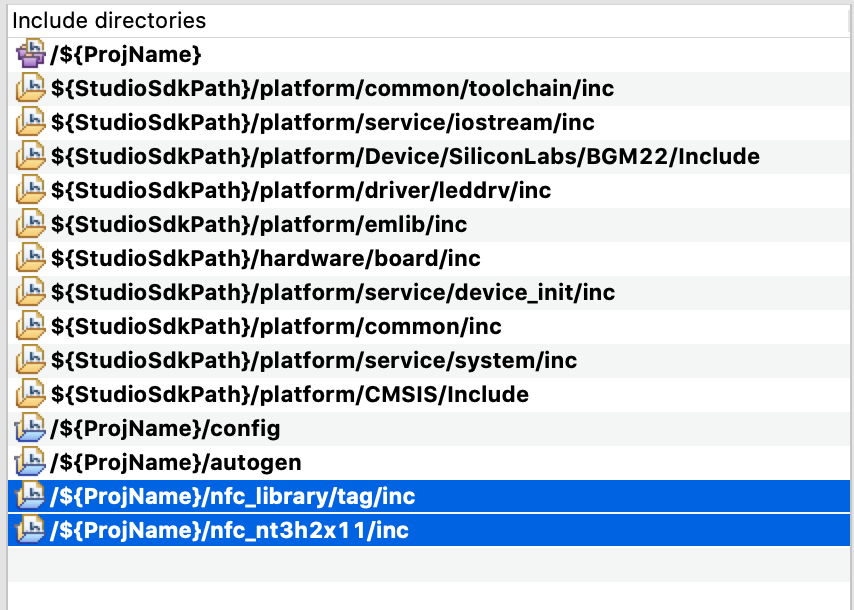 Include directories
/${ProjName}
${StudioSdkPath}/platform/common/toolchain/inc
${StudioSdkPath}/platform/service/iostream/inc
${StudioSdkPath}/platform/Device/SiliconLabs/BGM22/Include
${StudioSdkPath}/platform/driver/leddrv/inc
${StudioSdkPath}/platform/emlib/inc
${StudioSdkPath}/hardware/board/inc
${StudioSdkPath}/platform/service/device_init/inc
${StudioSdkPath}/platform/common/inc
${StudioSdkPath}/platform/service/system/inc
${StudioSdkPath}/platform/CMSIS/Include
/${ProjName}/config
/${ProjName}/autogen
/${ProjName}/nfc_library/tag/inc
/${ProjName}/nfc_nt3h2x11/inc